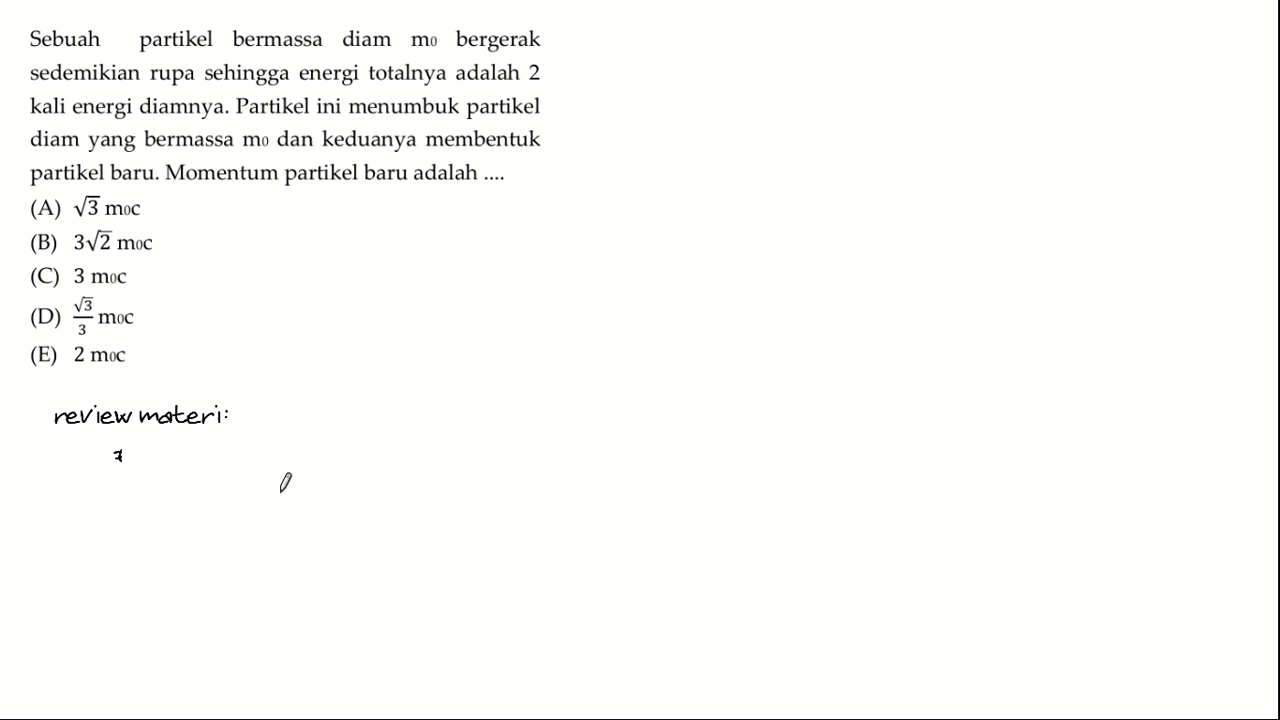 Sebuah partikel bermassa diam m₀ bergerak
sedemikian rupa sehingga energi totalnya adalah 2
kali energi diamnya. Partikel ini menumbuk partikel
diam yang bermassa m₀ dan keduanya membentuk
partikel baru. Momentum partikel baru adalah ....
(A) √3 m₀c
(B) 3√2 m₀c
(C) 3 m₀c
(D) √3/3 m₀c
(E) 2 m₀c
review materi: